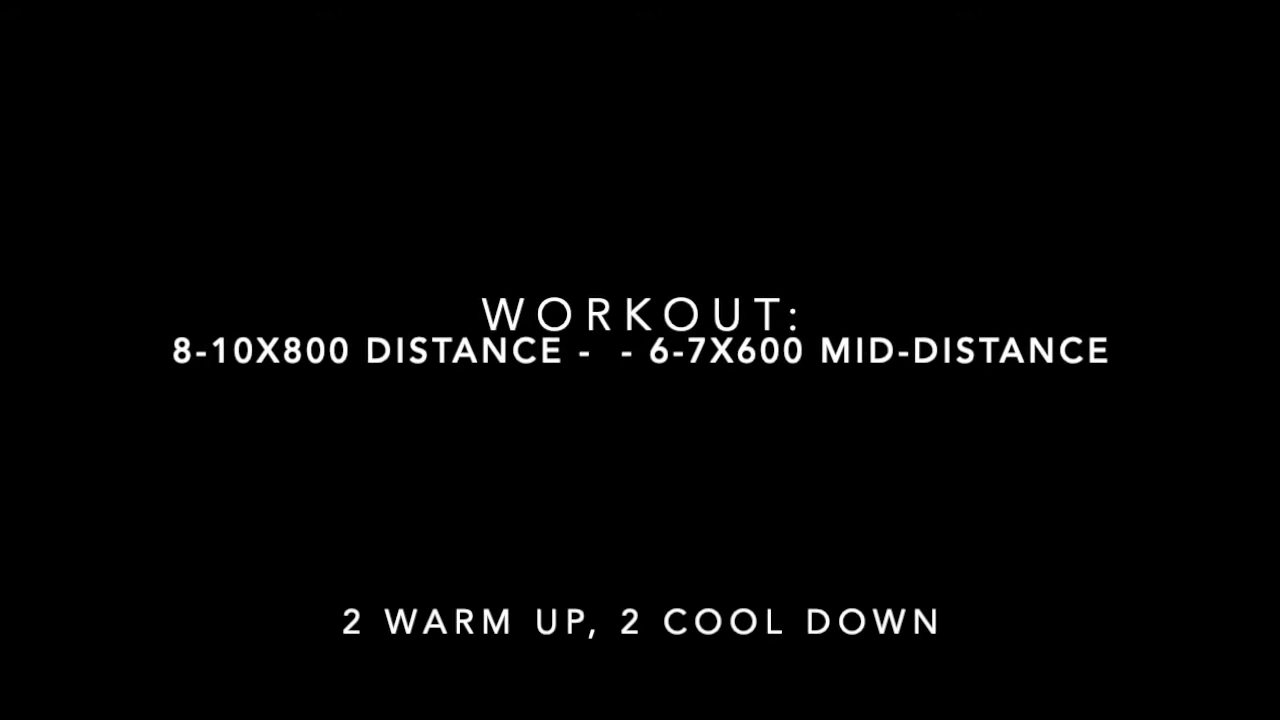 WORKOUT:
8-10X800 DISTANCE -  - 6-7X600 MID-DISTANCE
2 WARM UP, 2 COOL DOWN